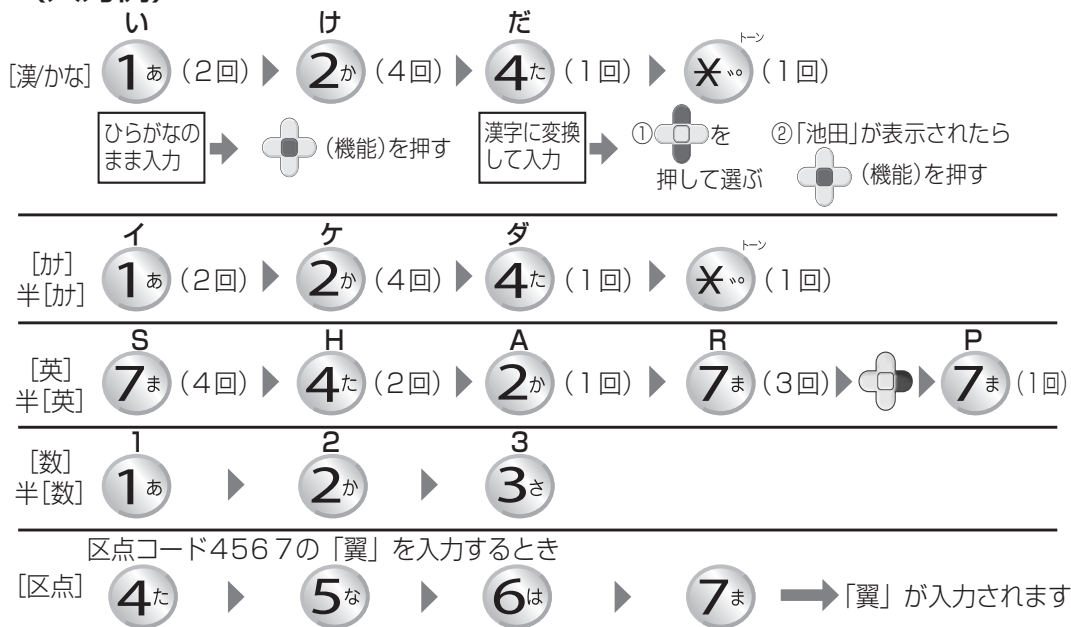 い け だ
トーン
[漢/かな] 1あ (2回) 2か (4回) 4た (1回) ＊ ゛゜ (1回)
ひらがなの
まま入力
(機能)を押す
漢字に変換
して入力
①を
押して選ぶ
②「池田」が表示されたら
(機能)を押す
イ ケ ダ
トーン
[カナ]
半[カナ]
1あ (2回) 2か (4回) 4た (1回) ＊ ゛゜ (1回)
S H A R P
[英]
半[英]
7ま (4回) 4た (2回) 2か (1回) 7ま (3回) 7ま (1回)
1 2 3
[数]
半[数]
1あ 2か 3さ
区点コード4567の「翼」を入力するとき
[区点] 4た 5な 6は 7ま 「翼」が入力されます